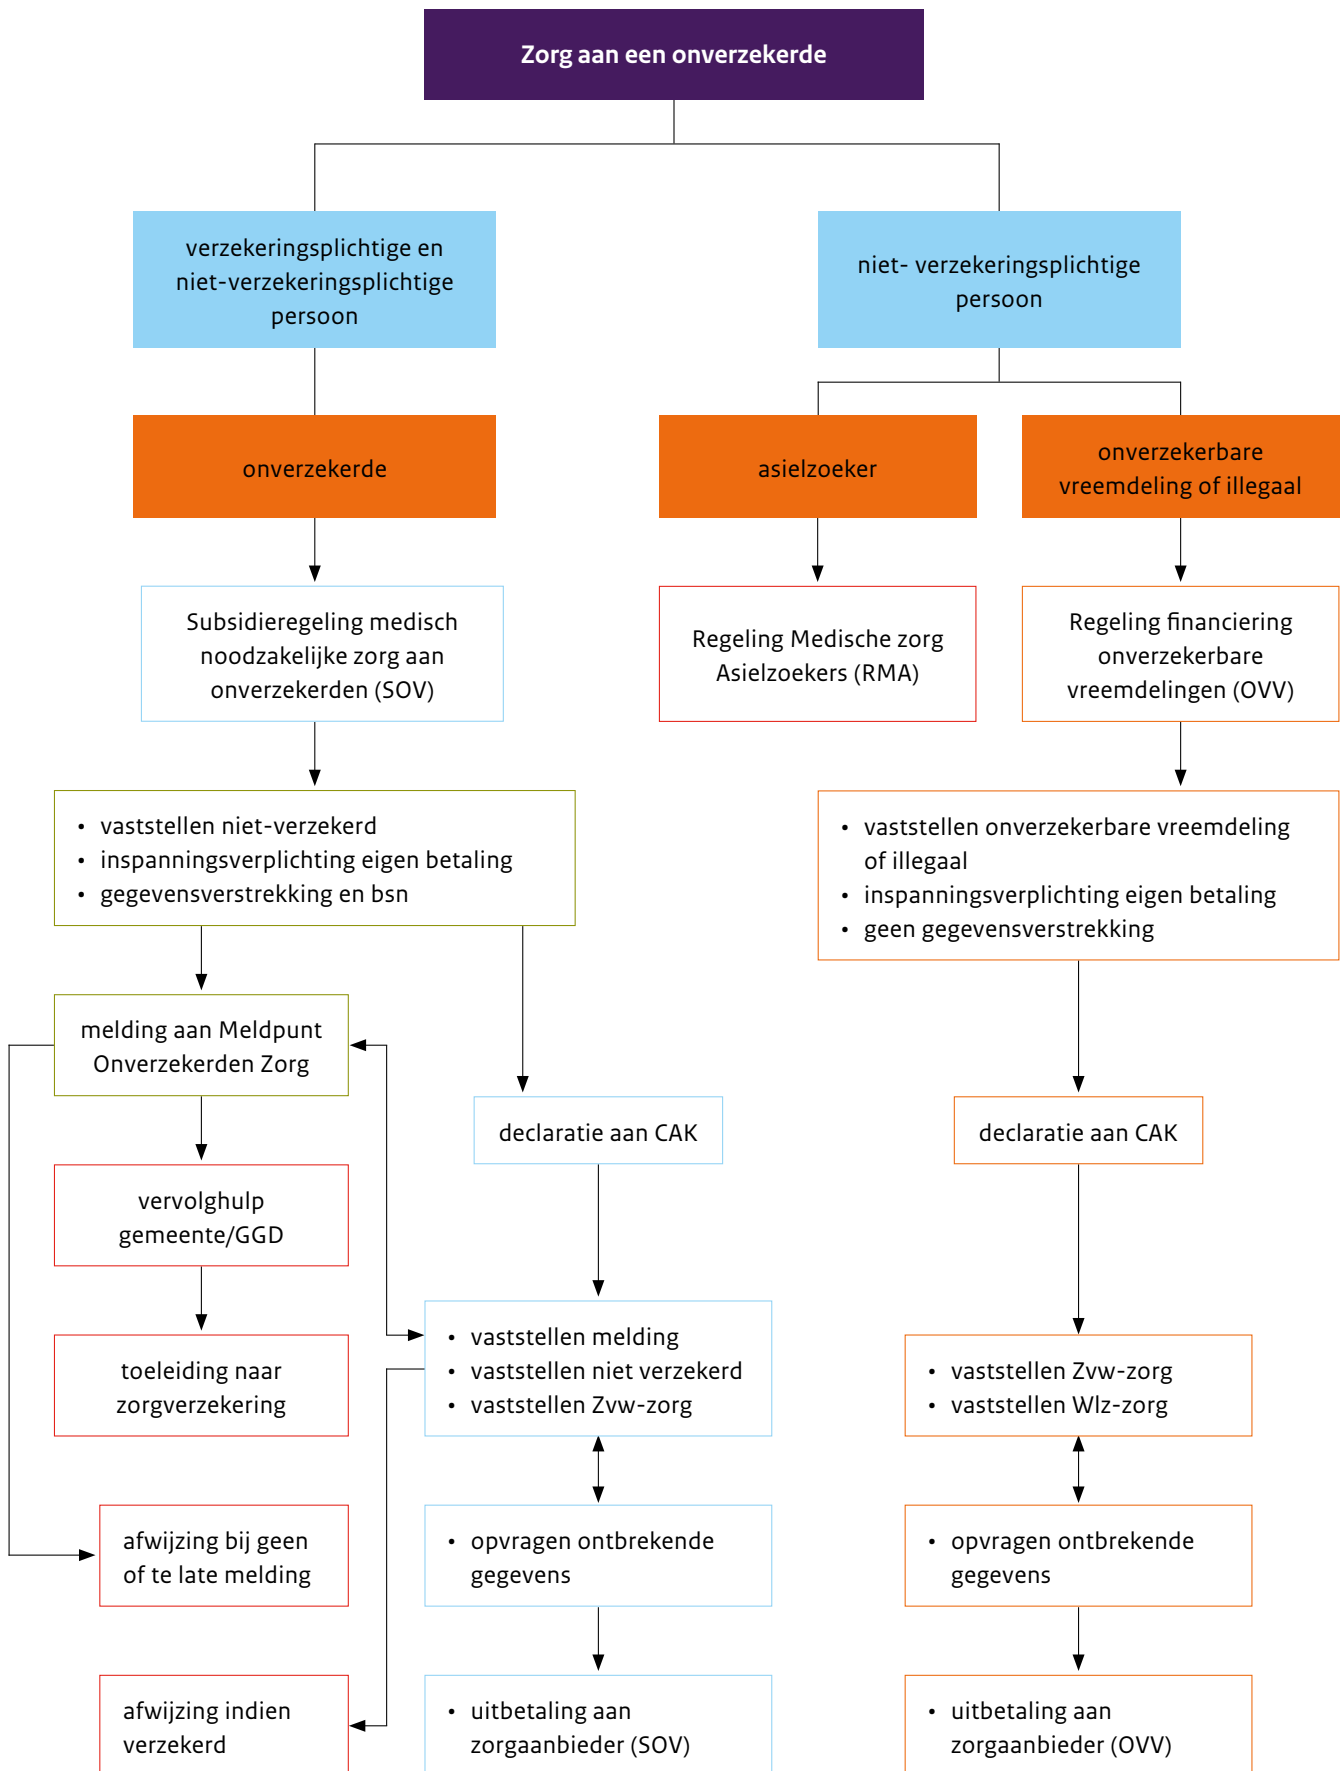 Zorg aan een onverzekerde
verzekeringsplichtige en
niet-verzekeringsplichtige
persoon
niet- verzekeringsplichtige
persoon
onverzekerde
asielzoeker
onverzekerbare
vreemdeling of illegaal
Subsidieregeling medisch
noodzakelijke zorg aan
onverzekerden (SOV)
Regeling Medische zorg
Asielzoekers (RMA)
Regeling financiering
onverzekerbare
vreemdelingen (OVV)
• vaststellen niet-verzekerd
• inspanningsverplichting eigen betaling
• gegevensverstrekking en bsn
• vaststellen onverzekerbare vreemdeling
of illegaal
• inspanningsverplichting eigen betaling
• geen gegevensverstrekking
melding aan Meldpunt
Onverzekerden Zorg
declaratie aan CAK
declaratie aan CAK
vervolghulp
gemeente/GGD
toeleiding naar
zorgverzekering
• vaststellen melding
• vaststellen niet verzekerd
• vaststellen Zvw-zorg
• vaststellen Zvw-zorg
• vaststellen Wlz-zorg
afwijzing bij geen
of te late melding
• opvragen ontbrekende
gegevens
• opvragen ontbrekende
gegevens
afwijzing indien
verzekerd
• uitbetaling aan
zorgaanbieder (SOV)
• uitbetaling aan
zorgaanbieder (OVV)